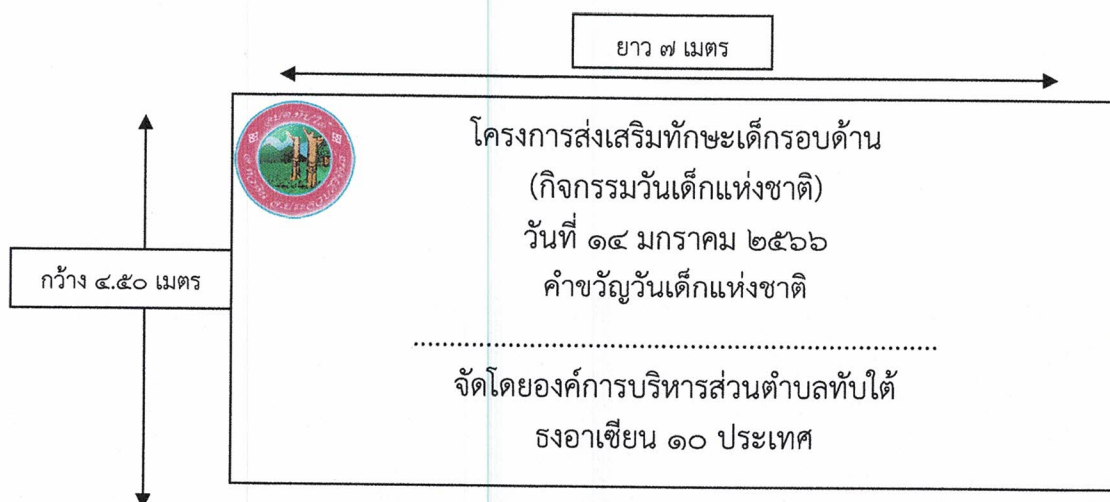 ยาว ๗ เมตร
โครงการส่งเสริมทักษะเด็กรอบด้าน
(กิจกรรมวันเด็กแห่งชาติ)
วันที่ ๑๔ มกราคม ๒๕๖๖
กว้าง ๔.๕๐ เมตร
คำขวัญวันเด็กแห่งชาติ
..........................................................................
จัดโดยองค์การบริหารส่วนตำบลทับใต้
ธงอาเซียน ๑๐ ประเทศ